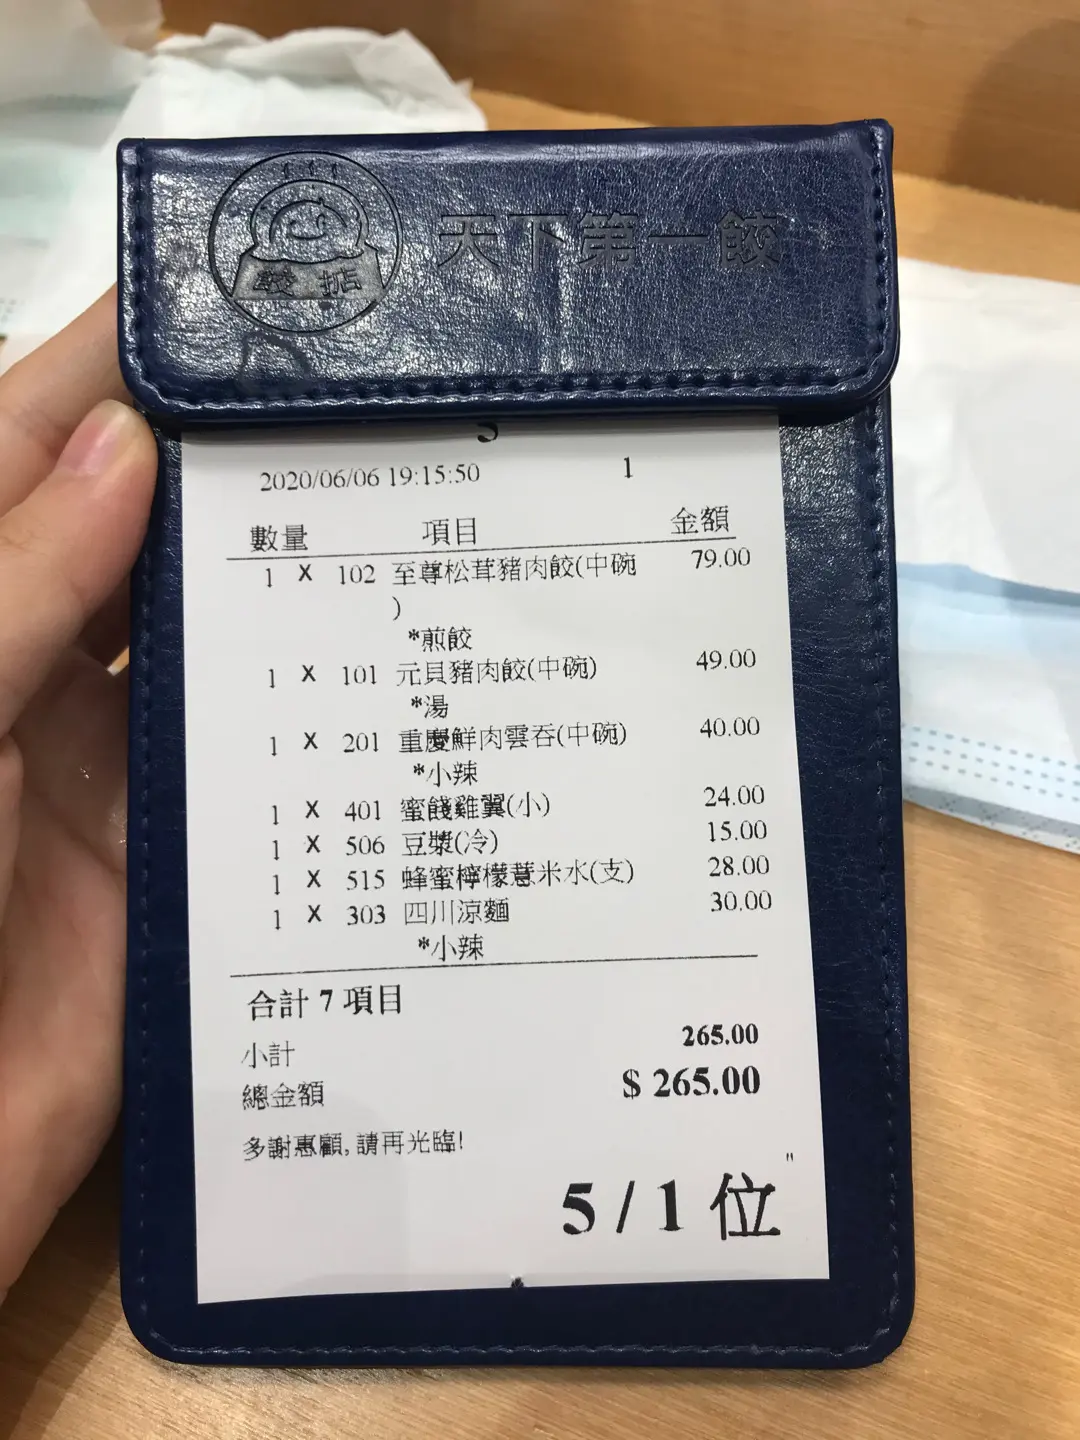 餃掂
天下第一餃
5
2020/06/06 19:15:50 1
數量 項目 金額
1 X 102 至尊松茸豬肉餃(中碗 79.00
)
*煎餃
1 X 101 元貝豬肉餃(中碗) 49.00
*湯
1 X 201 重慶鮮肉雲吞(中碗) 40.00
*小辣
1 X 401 蜜餞雞翼(小) 24.00
1 X 506 豆漿(冷) 15.00
1 X 515 蜂蜜檸檬薏米水(支) 28.00
1 X 303 四川涼麵 30.00
*小辣
合計 7 項目
小計 265.00
總金額 $ 265.00
多謝惠顧, 請再光臨!
"
5 / 1 位